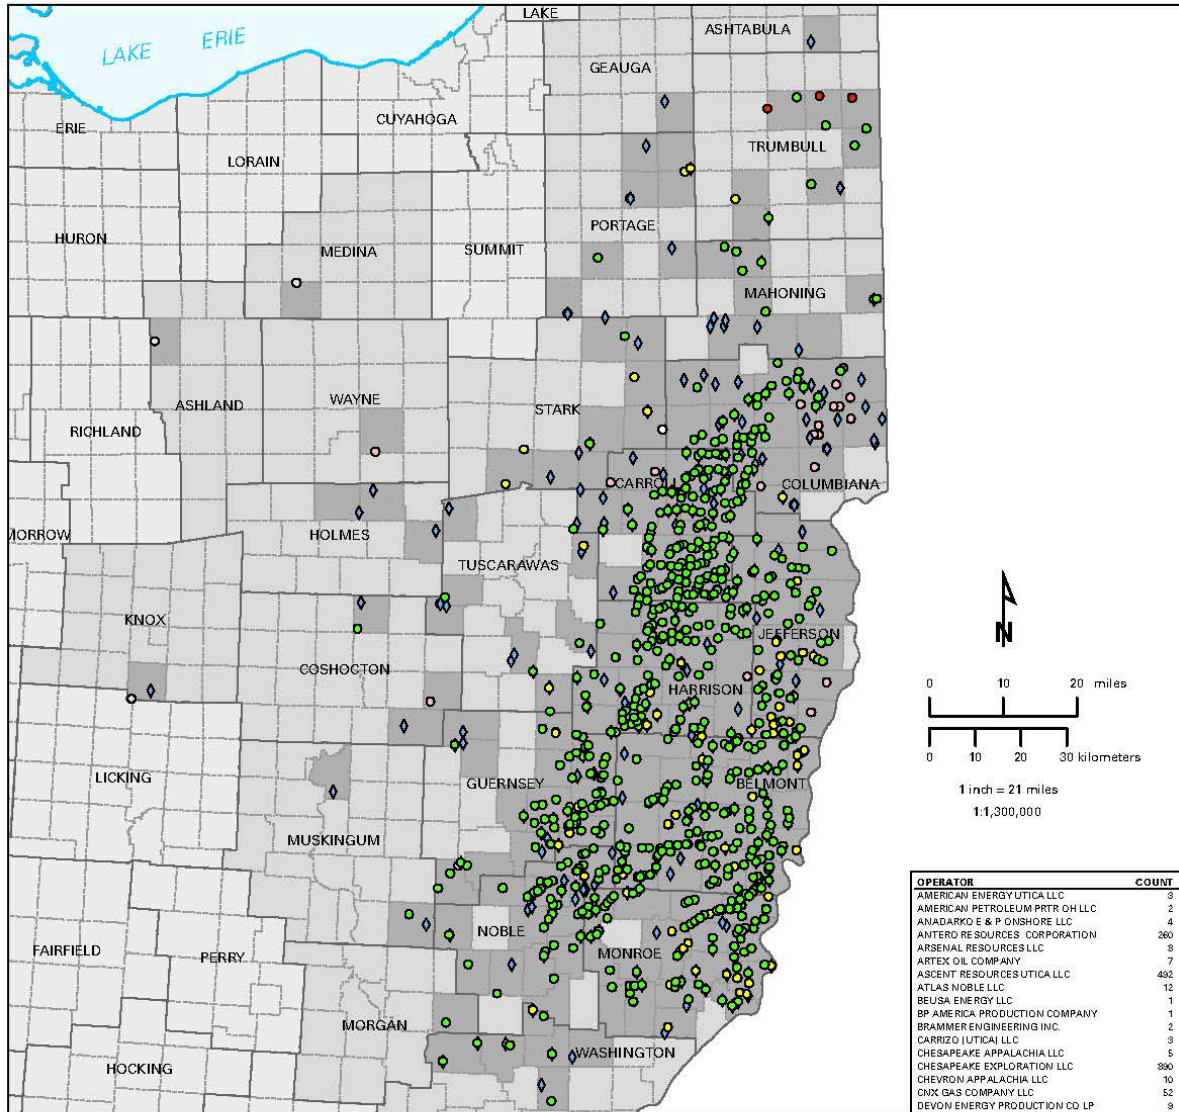 LAKE
ASHTABULA
LAKE ERIE
GEAUGA
CUYAHOGA
ERIE
TRUMBULL
LORAIN
PORTAGE
HURON
MEDINA
SUMMIT
MAHONING
ASHLAND
WAYNE
STARK
RICHLAND
CARROLL
COLUMBIANA
MORROW
HOLMES
TUSCARAWAS
KNOX
JEFFERSON
COSHOCTON
HARRISON
LICKING
GUERNSEY
BELMONT
MUSKINGUM
NOBLE
FAIRFIELD
PERRY
MONROE
MORGAN
WASHINGTON
HOCKING
N
0 10 20 miles
0 10 20 30 kilometers
1 inch = 21 miles
1:1,300,000
OPERATOR COUNT
AMERICAN ENERGY UTICA LLC 3
AMERICAN PETROLEUM PRTR OH LLC 2
ANADARKO E & P ONSHORE LLC 4
ANTERO RESOURCES CORPORATION 260
ARSENAL RESOURCES LLC
ARTEX OIL COMPANY 7
ASCENT RESOURCES UTICA LLC 492
ATLAS NOBLE LLC 12
BEUSA ENERGY LLC 1
BP AMERICA PRODUCTION COMPANY 1
BRAMMER ENGINEERING INC. 2
CARRIZO (UTICA) LLC 3
CHESAPEAKE APPALACHIA LLC 5
CHESAPEAKE EXPLORATION LLC
CHEVRON APPALACHIA LLC 10
CNX GAS COMPANY LLC 52
DEVON ENERGY PRODUCTION CO LP